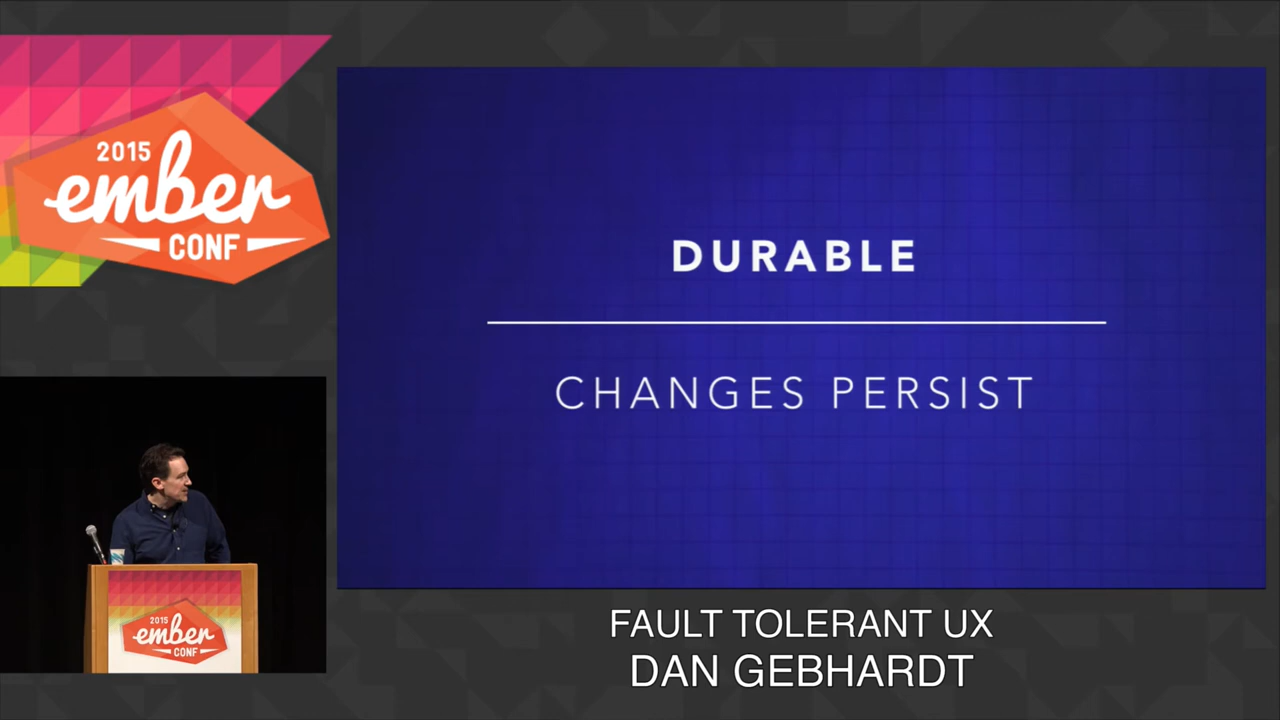 2015
ember
CONF
DURABLE
CHANGES PERSIST
2015
ember
CONF
FAULT TOLERANT UX
DAN GEBHARDT